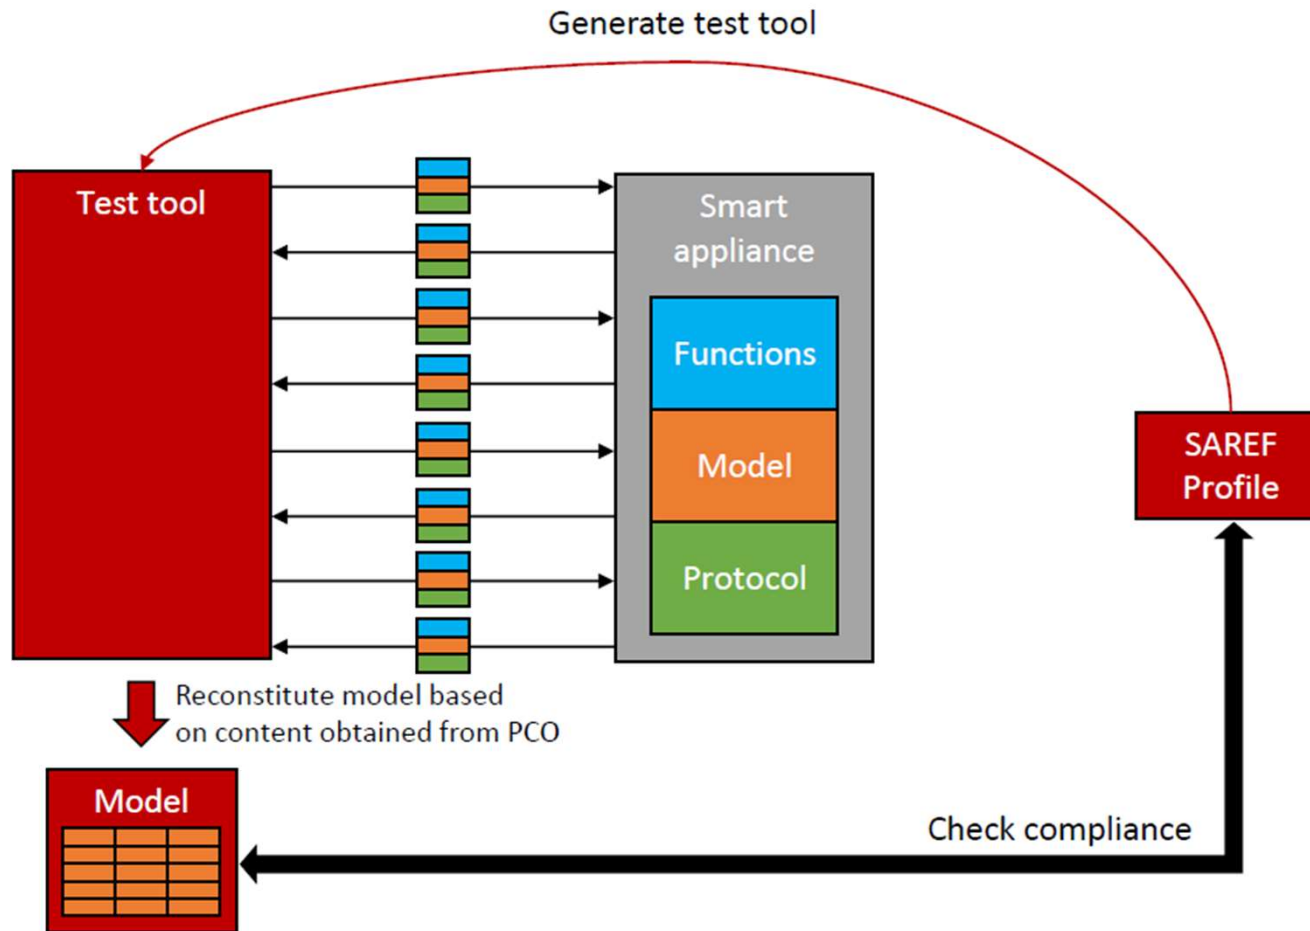 Generate test tool
Test tool
Smart
appliance
Functions
Model
Protocol
SAREF
Profile
Reconstitute model based
on content obtained from PCO
Model
Check compliance